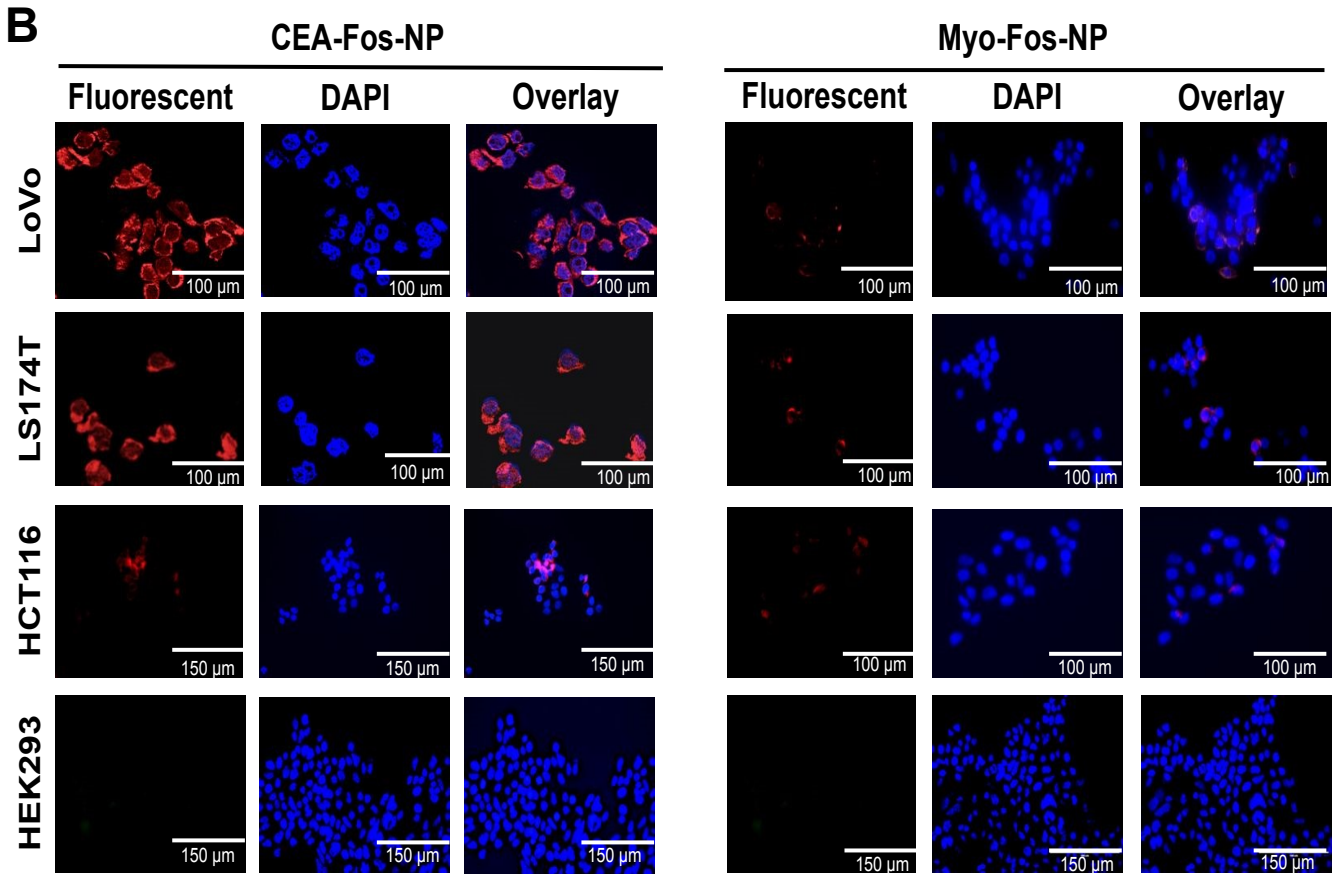 B
CEA-Fos-NP Myo-Fos-NP
Fluorescent DAPI Overlay Fluorescent DAPI Overlay
LoVo
100 µm 100 µm 100 µm 100 µm 100 µm 100 µm
LS174T
100 µm 100 µm 100 µm 100 µm 100 µm 100 µm
HCT116
150 µm 150 µm 150 µm 100 µm 100 µm 100 µm
HEK293
150 µm 150 µm 150 µm 150 µm 150 µm 150 µm